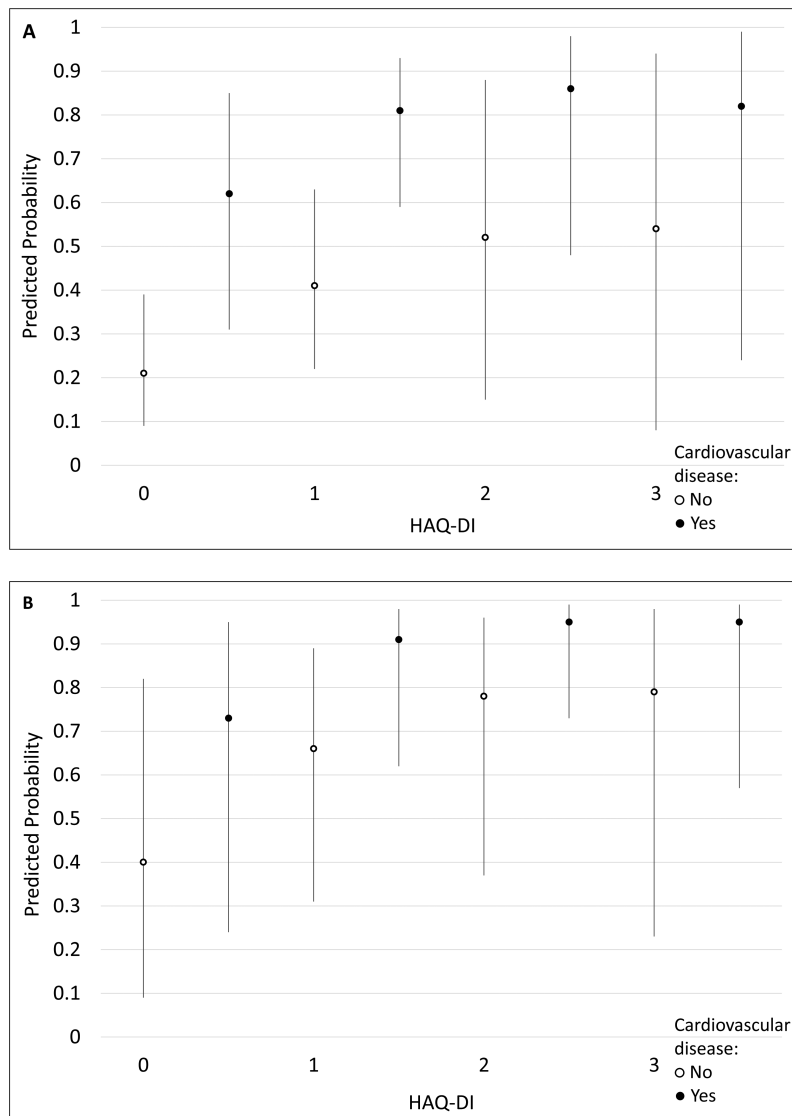 A
Predicted Probability
1
0.9
0.8
0.7
0.6
0.5
0.4
0.3
0.2
0.1
0
0 1 2 3
HAQ-DI
Cardiovascular
disease:
No
Yes
B
Predicted Probability
1
0.9
0.8
0.7
0.6
0.5
0.4
0.3
0.2
0.1
0
0 1 2 3
HAQ-DI
Cardiovascular
disease:
No
Yes